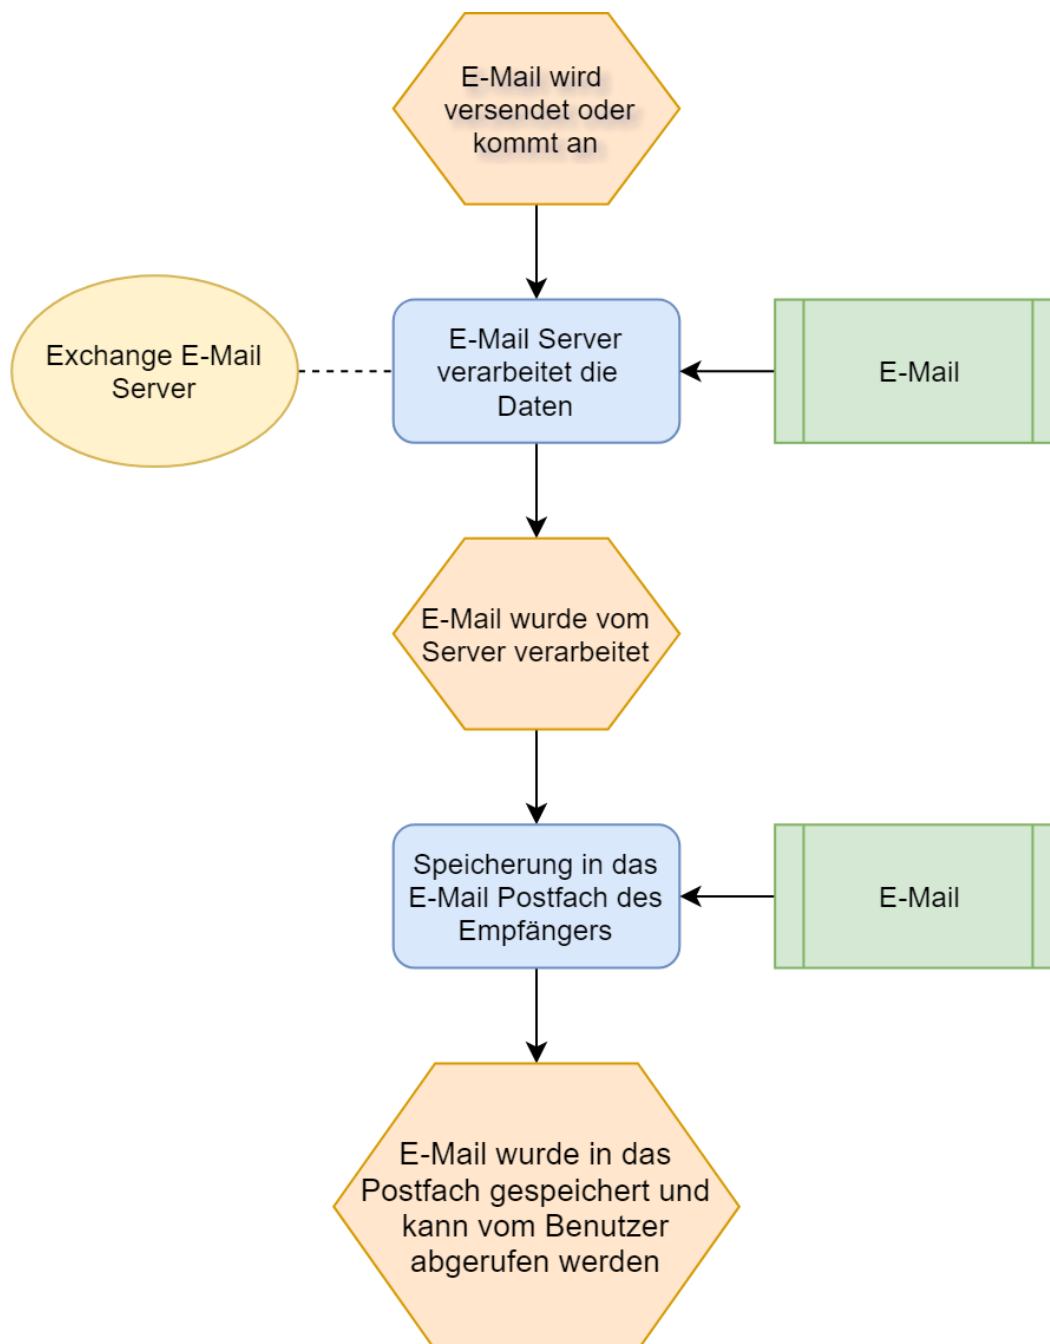 E-Mail wird
versendet oder
kommt an
Exchange E-Mail
Server
E-Mail Server
verarbeitet die
Daten
E-Mail
E-Mail wurde vom
Server verarbeitet
Speicherung in das
E-Mail Postfach des
Empfängers
E-Mail
E-Mail wurde in das
Postfach gespeichert und
kann vom Benutzer
abgerufen werden